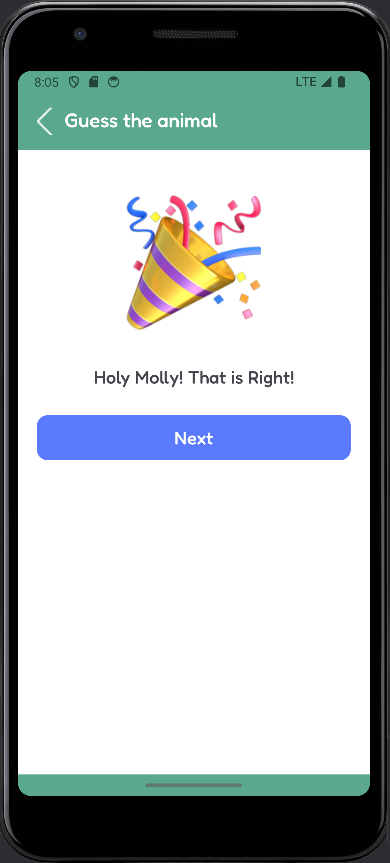 8:05 LTE
Guess the animal
Holy Molly! That is Right!
Next